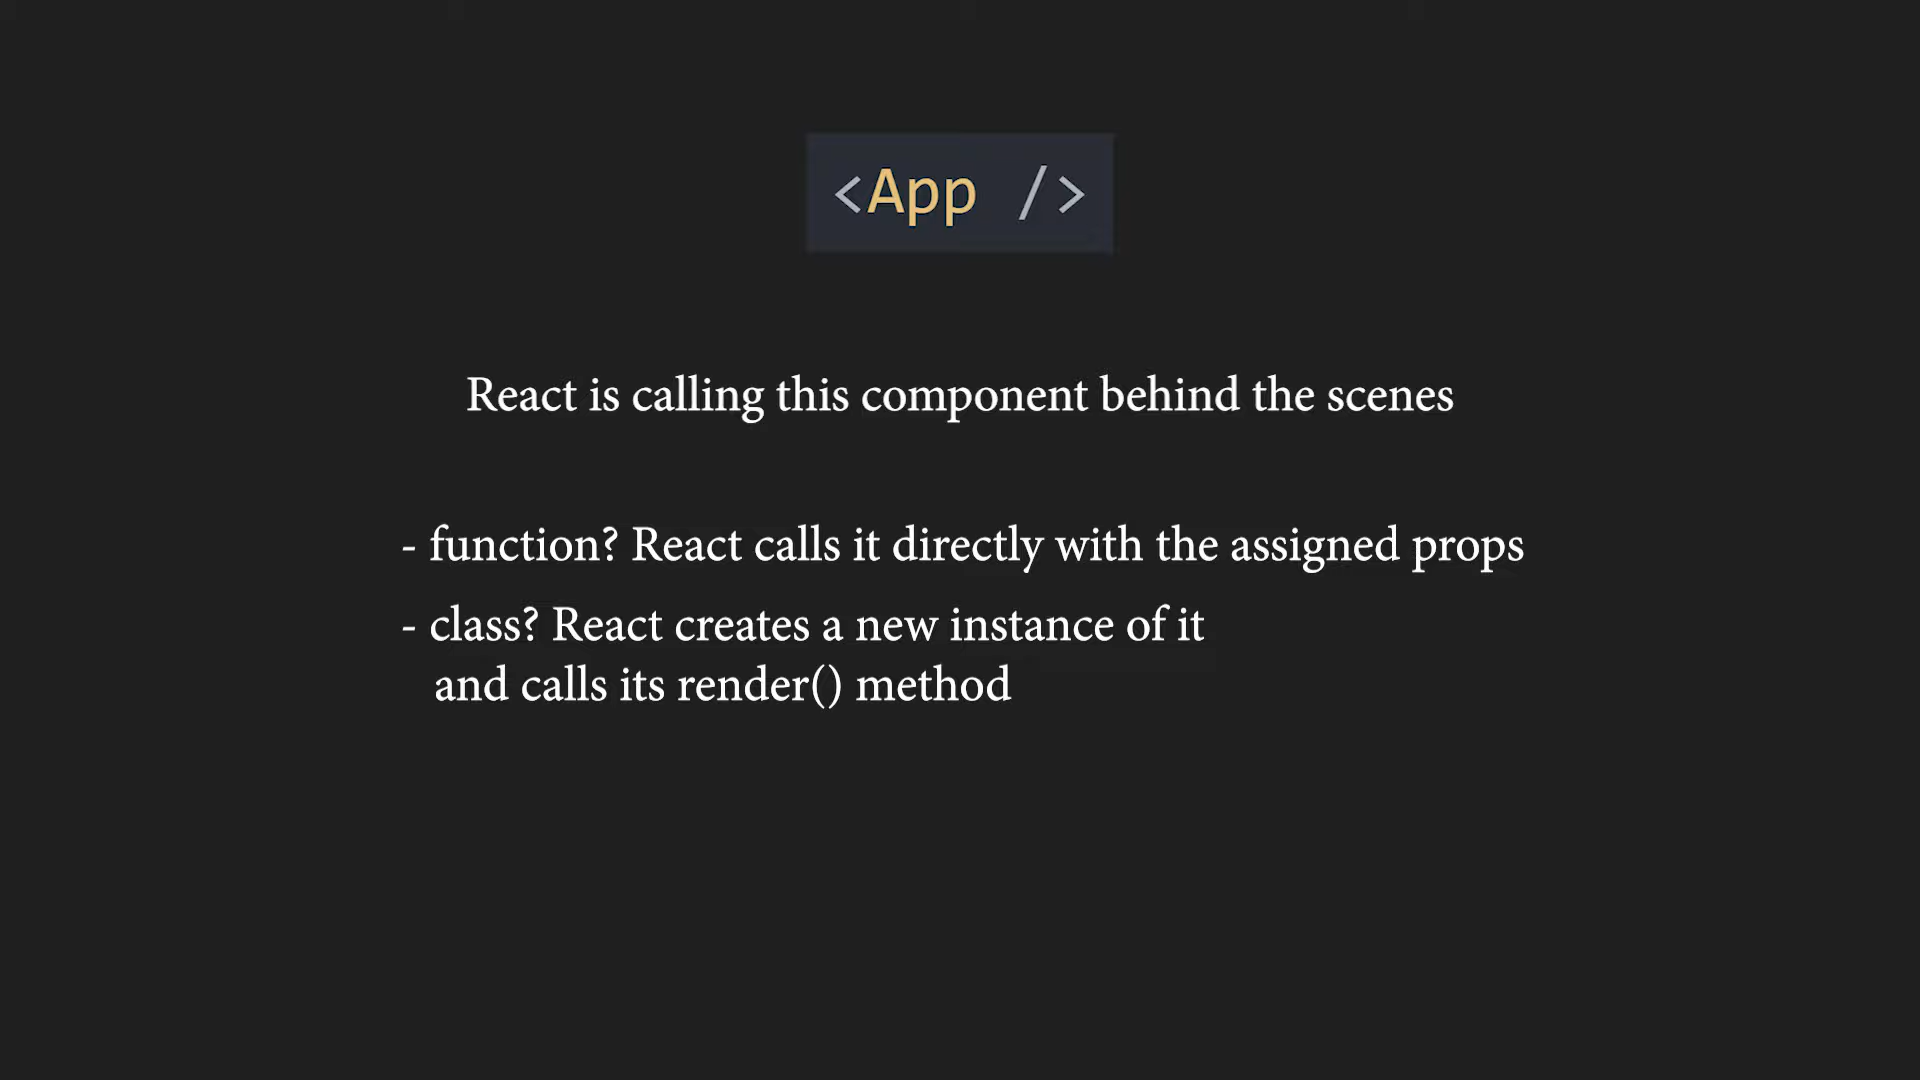 <App />
React is calling this component behind the scenes
- function? React calls it directly with the assigned props
- class? React creates a new instance of it
and calls its render() method